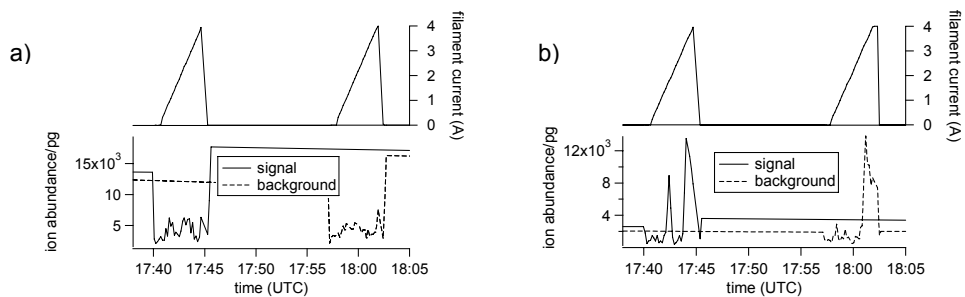 a)
4
3
2
1
0
filament current (A)
ion abundance/pg
15x10³
10
5
signal
background
17:40 17:45 17:50 17:55 18:00 18:05
time (UTC)
b)
4
3
2
1
0
filament current (A)
ion abundance/pg
12x10³
8
4
signal
background
17:40 17:45 17:50 17:55 18:00 18:05
time (UTC)